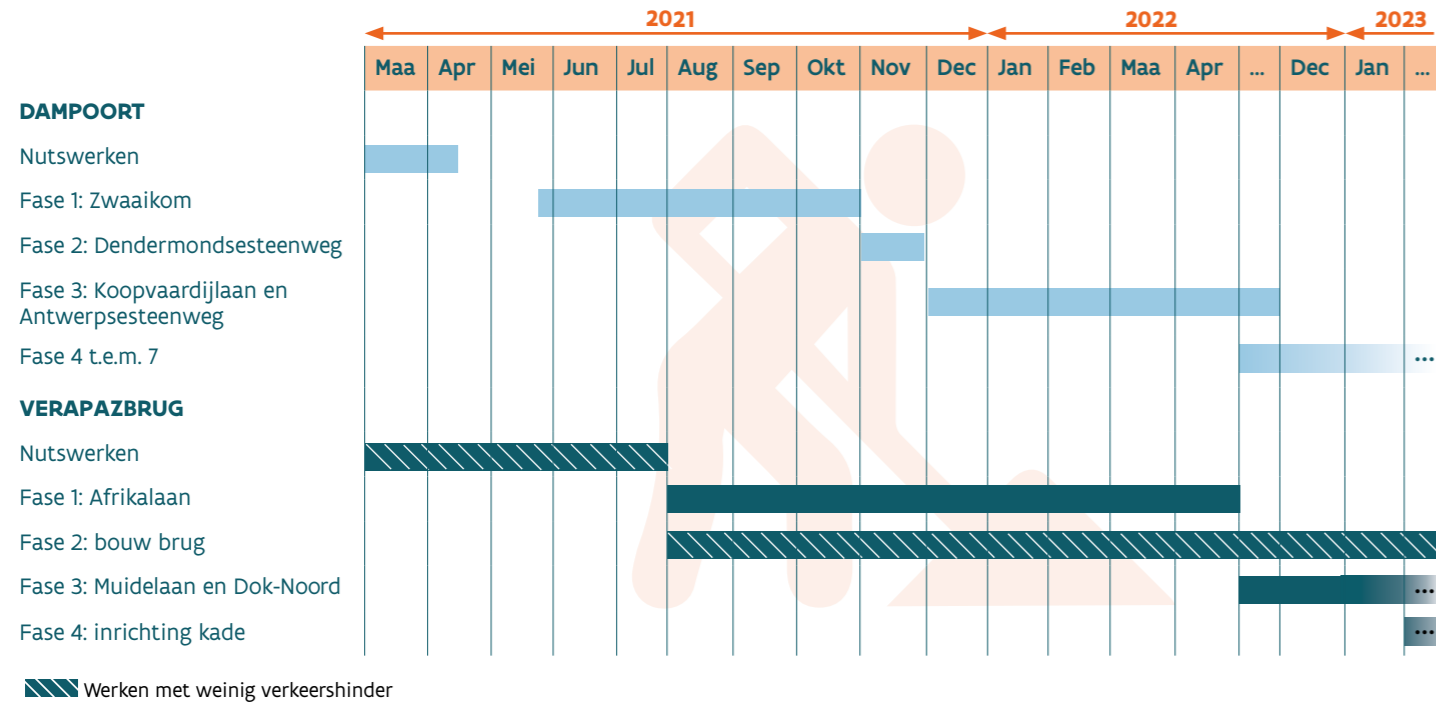 2021 2022 2023
Maa Apr Mei Jun Jul Aug Sep Okt Nov Dec Jan Feb Maa Apr ... Dec Jan ...
DAMPOORT
Nutswerken
Fase 1: Zwaaikom
Fase 2: Dendermondsesteenweg
Fase 3: Koopvaardijlaan en
Antwerpsesteenweg
Fase 4 t.e.m. 7 ...
VERAPAZBRUG
Nutswerken
Fase 1: Afrikalaan
Fase 2: bouw brug
Fase 3: Muidelaan en Dok-Noord ...
Fase 4: inrichting kade ...
Werken met weinig verkeershinder